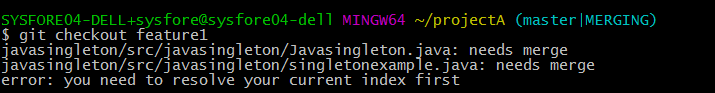 SYSFORE04-DELL+sysfore@sysfore04-dell MINGW64 ~/projectA (master|MERGING)
$ git checkout feature1
javasingleton/src/javasingleton/Javasingleton.java: needs merge
javasingleton/src/javasingleton/singletonexample.java: needs merge
error: you need to resolve your current index first